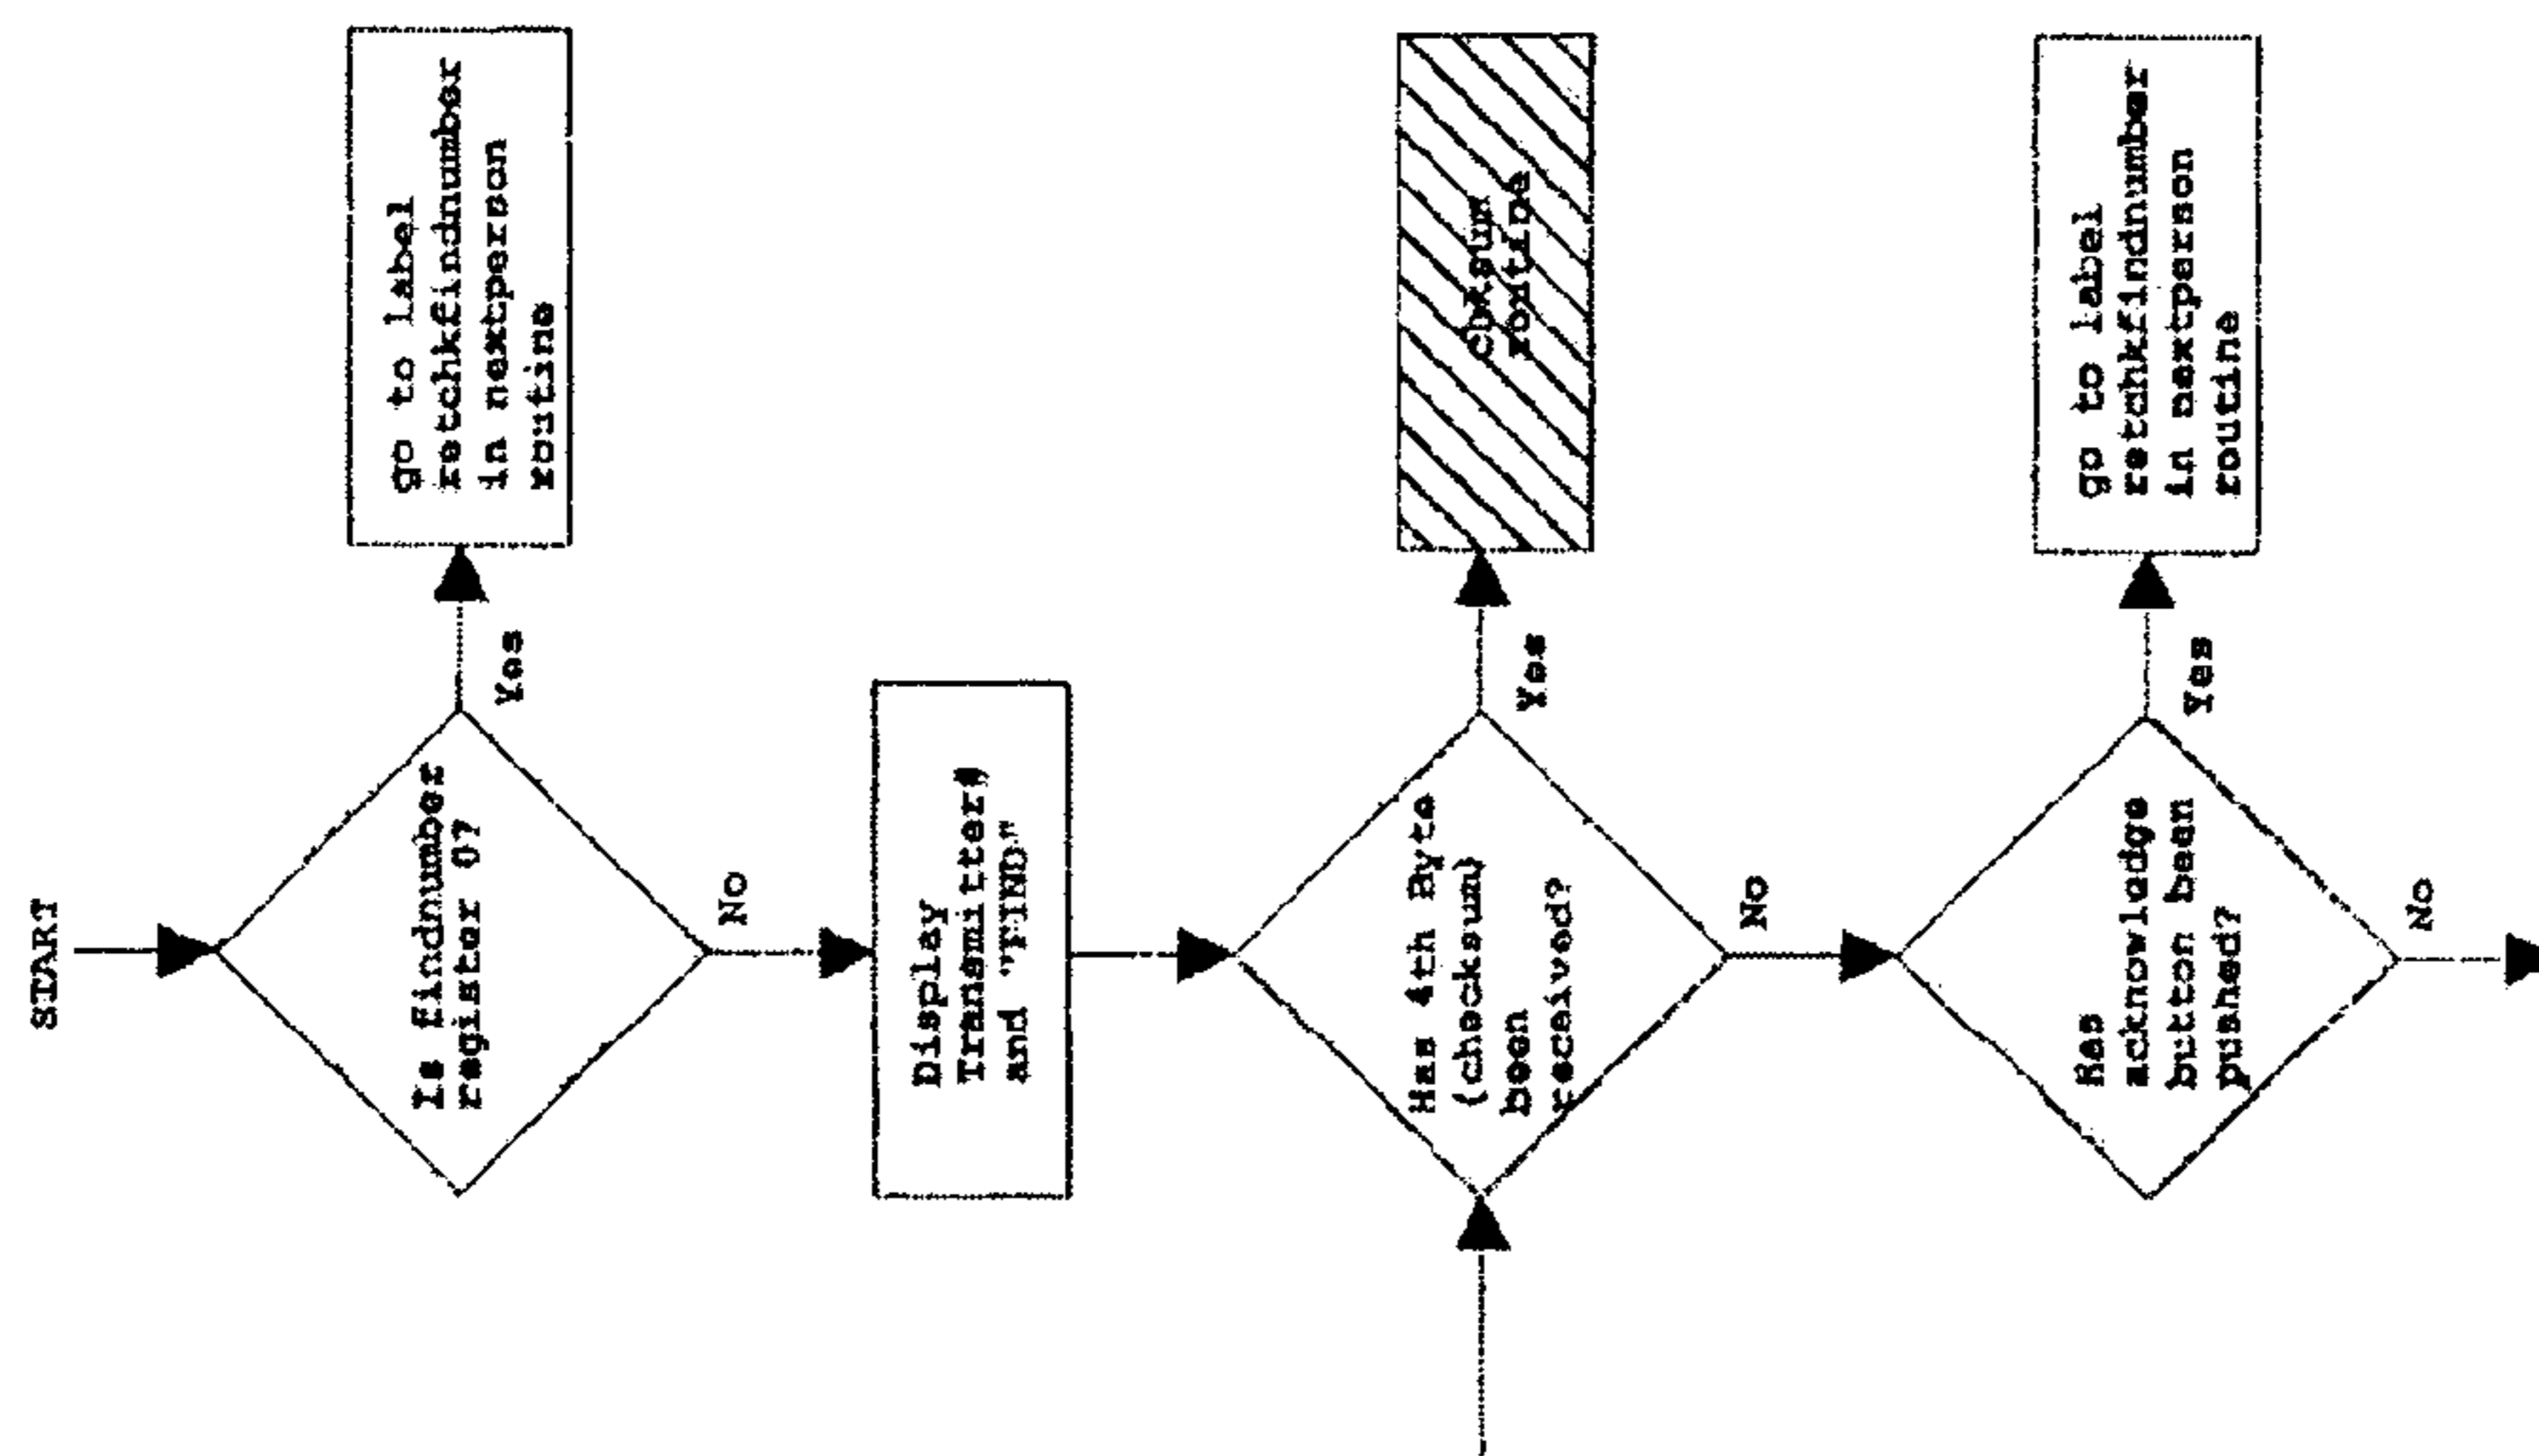 START
Is findnumber
register 0?
Yes
go to label
retchkfindnumber
in nextperson
routine
No
Display
Transmitter#
and "FIND"
Has 4th Byte
(checksum)
been
received?
Yes
Chksum
routine
No
Has
acknowledge
button been
pushed?
Yes
go to label
retchkfindnumber
in nextperson
routine
No